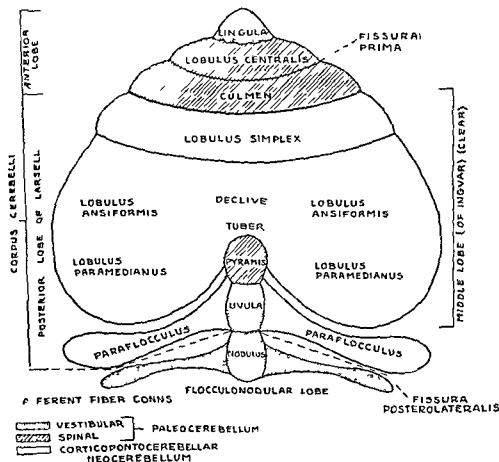 LINGULA
FISSURA
PRIMA
LOBULUS CENTRALIS
CULMEN
ANTERIOR
LOBE
LOBULUS SIMPLEX
LOBULUS
ANSIFORMIS
DECLIVE
LOBULUS
ANSIFORMIS
TUBER
LOBULUS
PARAMEDIANUS
PYRAMIS
LOBULUS
PARAMEDIANUS
CORPUS CEREBELLI
POSTERIOR LOBE OF LARSELL
MIDDLE LOBE (OF INGVAR) (CLEAR)
UVULA
PARAFLOCCULUS
PARAFLOCCULUS
NODULUS
FLOCCULONODULAR LOBE
FERENT FIBER CONNS
FISSURA
POSTEROLATERALIS
VESTIBULAR
SPINAL
PALEOCEREBELLUM
CORTICOPONTOCEREBELLAR
NEOCEREBELLUM